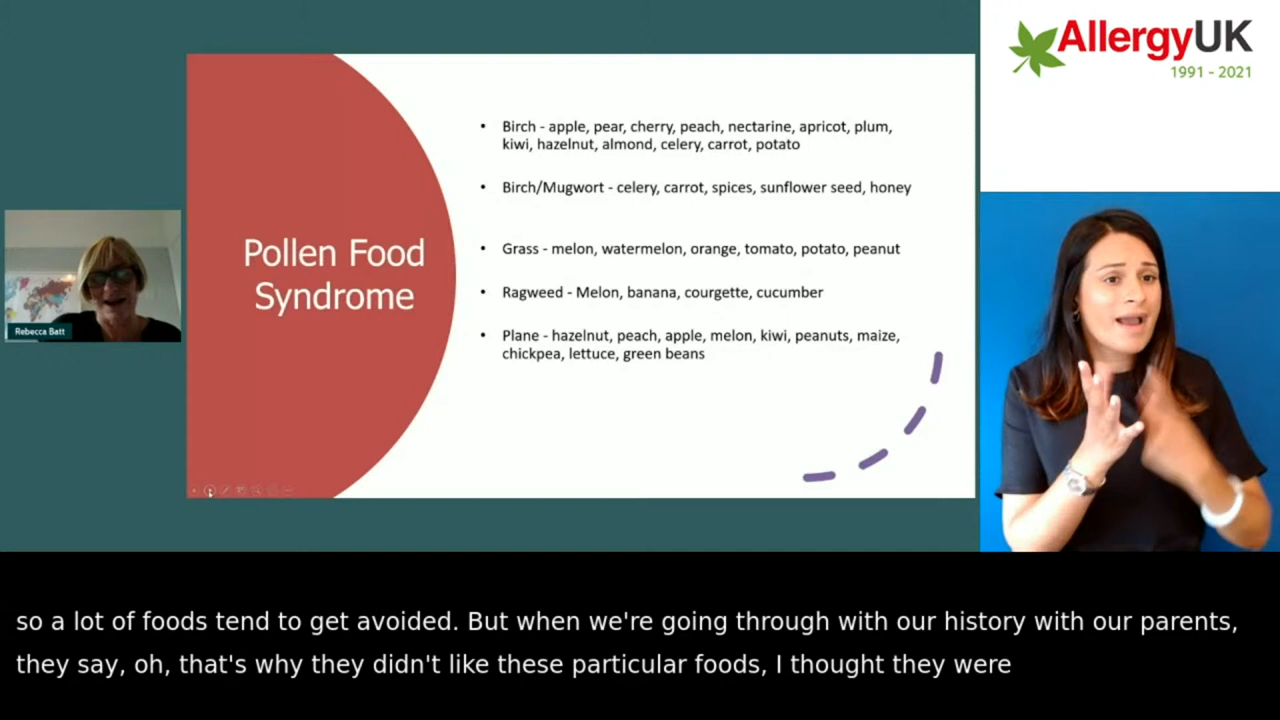 AllergyUK
1991 - 2021
Pollen Food
Syndrome
• Birch - apple, pear, cherry, peach, nectarine, apricot, plum,
kiwi, hazelnut, almond, celery, carrot, potato
• Birch/Mugwort - celery, carrot, spices, sunflower seed, honey
• Grass - melon, watermelon, orange, tomato, potato, peanut
• Ragweed - Melon, banana, courgette, cucumber
• Plane - hazelnut, peach, apple, melon, kiwi, peanuts, maize,
chickpea, lettuce, green beans
Rebecca Batt
so a lot of foods tend to get avoided. But when we're going through with our history with our parents,
they say, oh, that's why they didn't like these particular foods, I thought they were